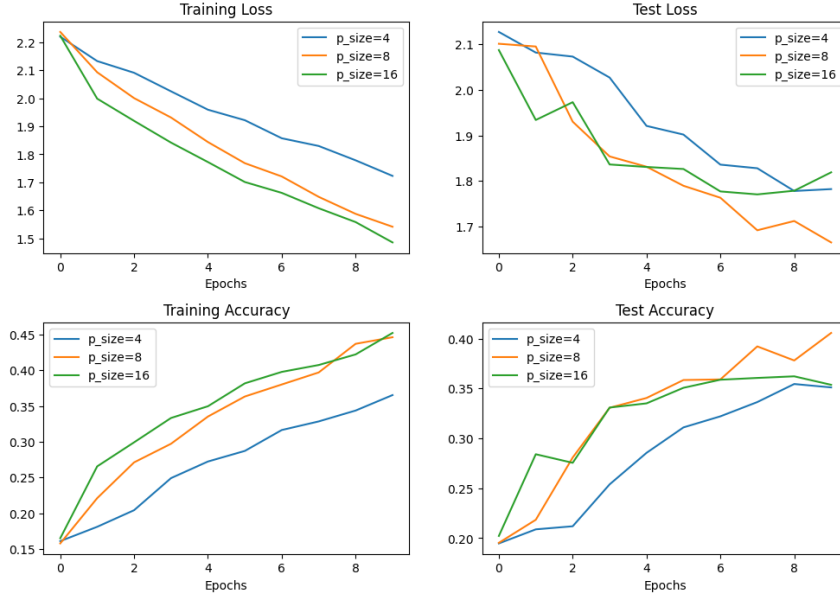 Training Loss
2.2
2.1
2.0
1.9
1.8
1.7
1.6
1.5
0 2 4 6 8
Epochs
p_size=4
p_size=8
p_size=16
Test Loss
2.1
2.0
1.9
1.8
1.7
0 2 4 6 8
Epochs
p_size=4
p_size=8
p_size=16
Training Accuracy
0.45
0.40
0.35
0.30
0.25
0.20
0.15
0 2 4 6 8
Epochs
p_size=4
p_size=8
p_size=16
Test Accuracy
0.40
0.35
0.30
0.25
0.20
0 2 4 6 8
Epochs
p_size=4
p_size=8
p_size=16